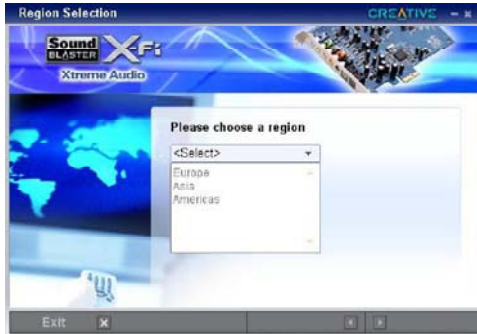 Region Selection
CREATIVE
Sound
BLASTER
X-Fi
Xtreme Audio
Please choose a region
<Select>
Europe
Asia
Americas
Exit